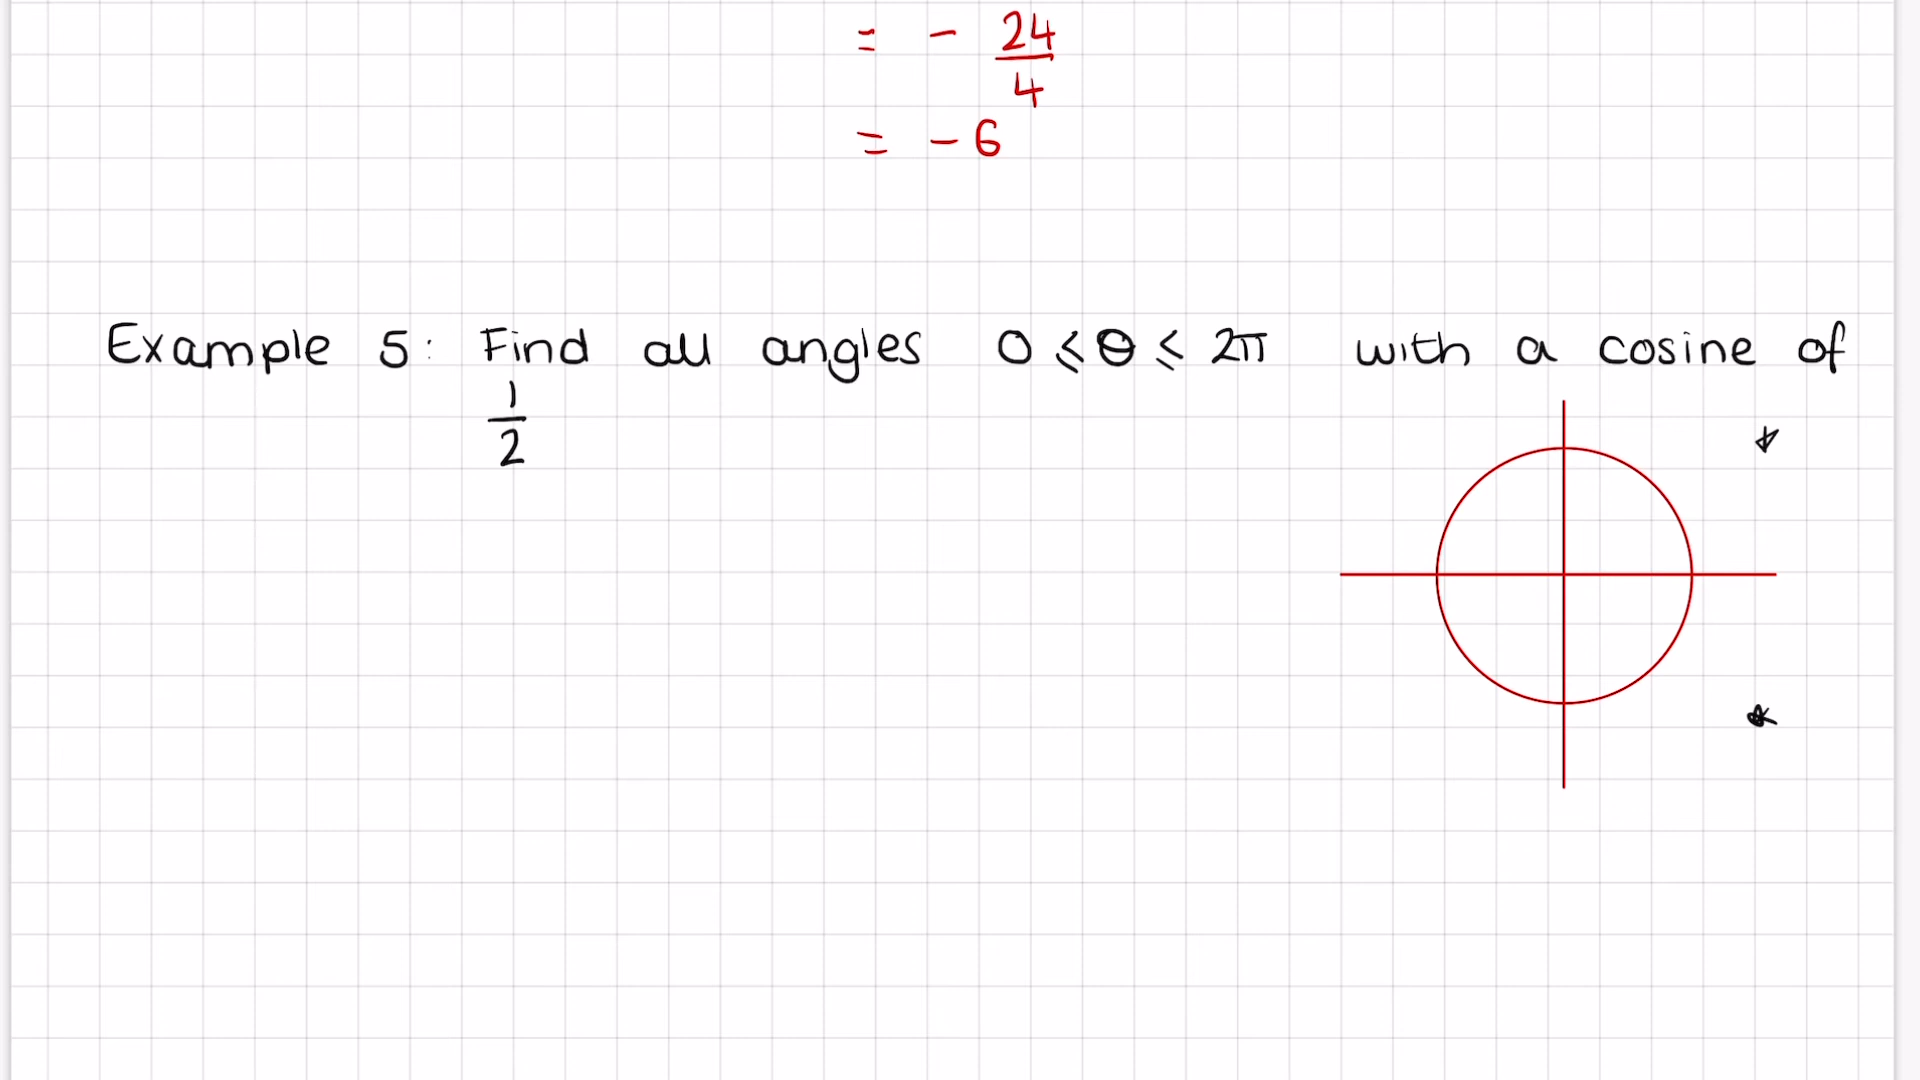 = - 24/4
= - 6
Example 5: Find all angles 0 ⩽ θ ⩽ 2π with a cosine of
1/2